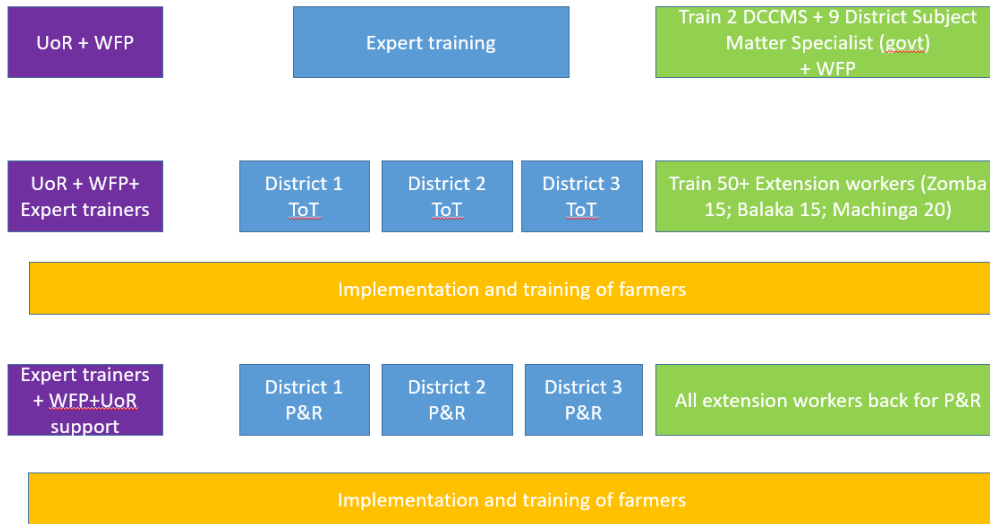 UoR + WFP
Expert training
Train 2 DCCMS + 9 District Subject
Matter Specialist (govt)
+ WFP
UoR + WFP+
Expert trainers
District 1
ToT
District 2
ToT
District 3
ToT
Train 50+ Extension workers (Zomba
15; Balaka 15; Machinga 20)
Implementation and training of farmers
Expert trainers
+ WFP+UoR
support
District 1
P&R
District 2
P&R
District 3
P&R
All extension workers back for P&R
Implementation and training of farmers